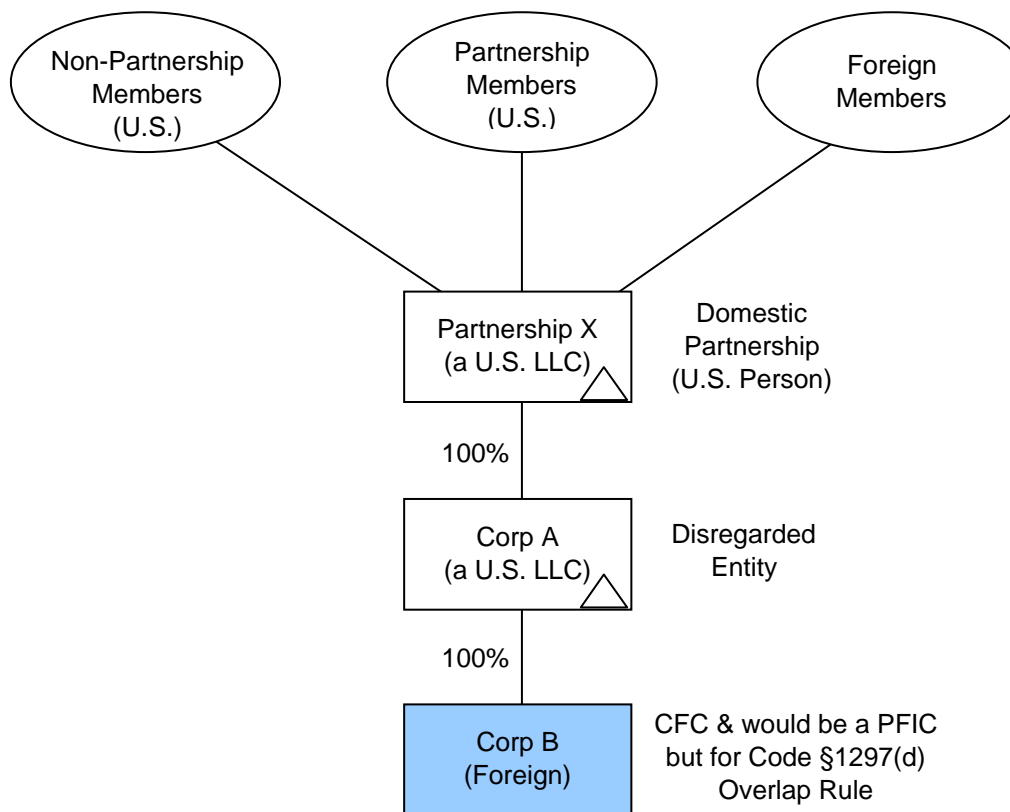 Non-Partnership
Members
(U.S.)
Partnership
Members
(U.S.)
Foreign
Members
Partnership X
(a U.S. LLC)
Domestic
Partnership
(U.S. Person)
100%
Corp A
(a U.S. LLC)
Disregarded
Entity
100%
Corp B
(Foreign)
CFC & would be a PFIC
but for Code §1297(d)
Overlap Rule